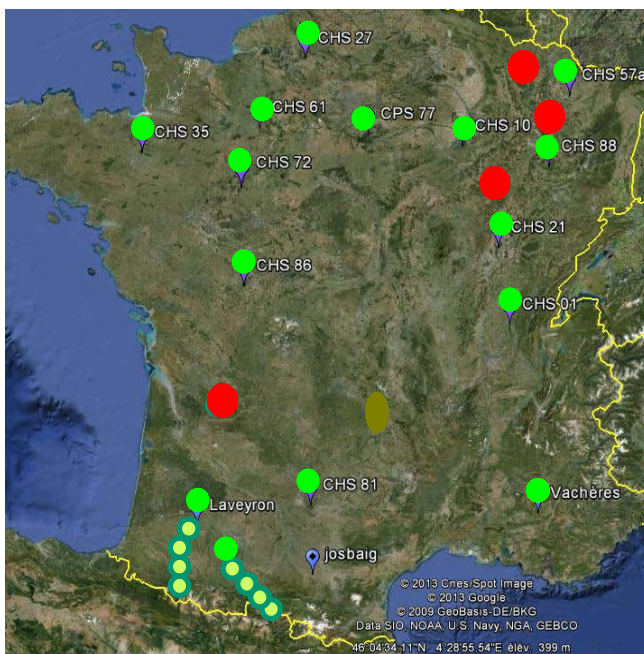 CHS 27
CHS 57a
CHS 61
CPS 77
CHS 10
CHS 35
CHS 88
CHS 72
CHS 21
CHS 86
CHS 01
CHS 81
Vachères
Laveyron
josbaig
© 2013 Cnes/Spot Image
© 2013 Google
© 2009 GeoBasis-DE/BKG
Data SIO, NOAA, U.S. Navy, NGA, GEBCO
46°04'34.11"N 4°28'55.54"E élév. 399 m